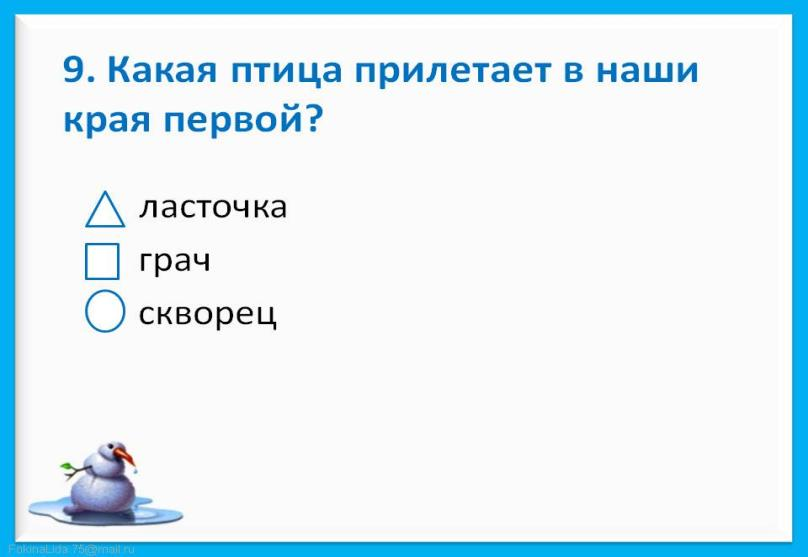 9. Какая птица прилетает в наши
края первой?
ласточка
грач
скворец
FokinaLida.75@mail.ru